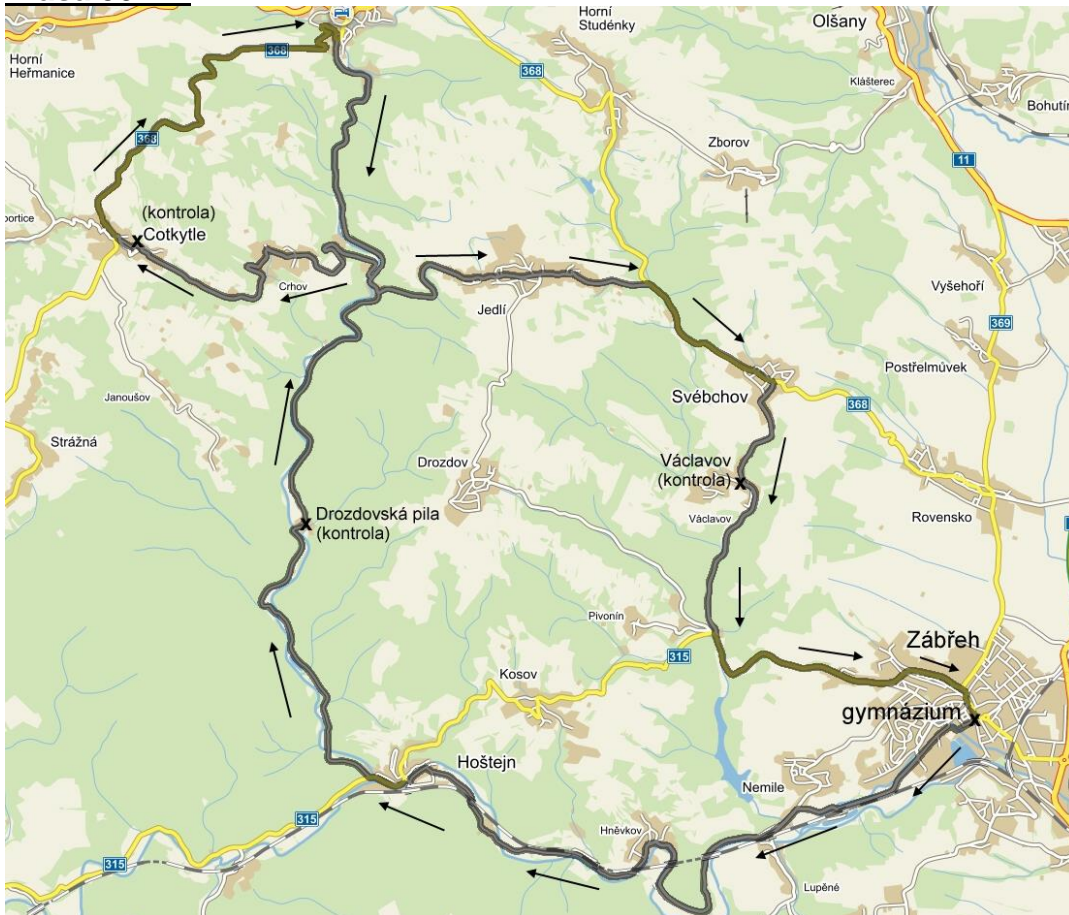 Horní
Studénky
Olšany
Horní
Heřmanice
368
368
Klášterec
Bohutín
Zborov
11
368
(kontrola)
Cotkytle
Crhov
Jedlí
Vyšehoří
369
Postřelmůvek
Janoušov
Svébohov
368
Strážná
Drozdov
Václavov
(kontrola)
Václavov
Rovensko
Drozdovská pila
(kontrola)
Pivonín
Zábřeh
315
Kosov
gymnázium
Hoštejn
Nemile
315
Hněvkov
315
Lupěné